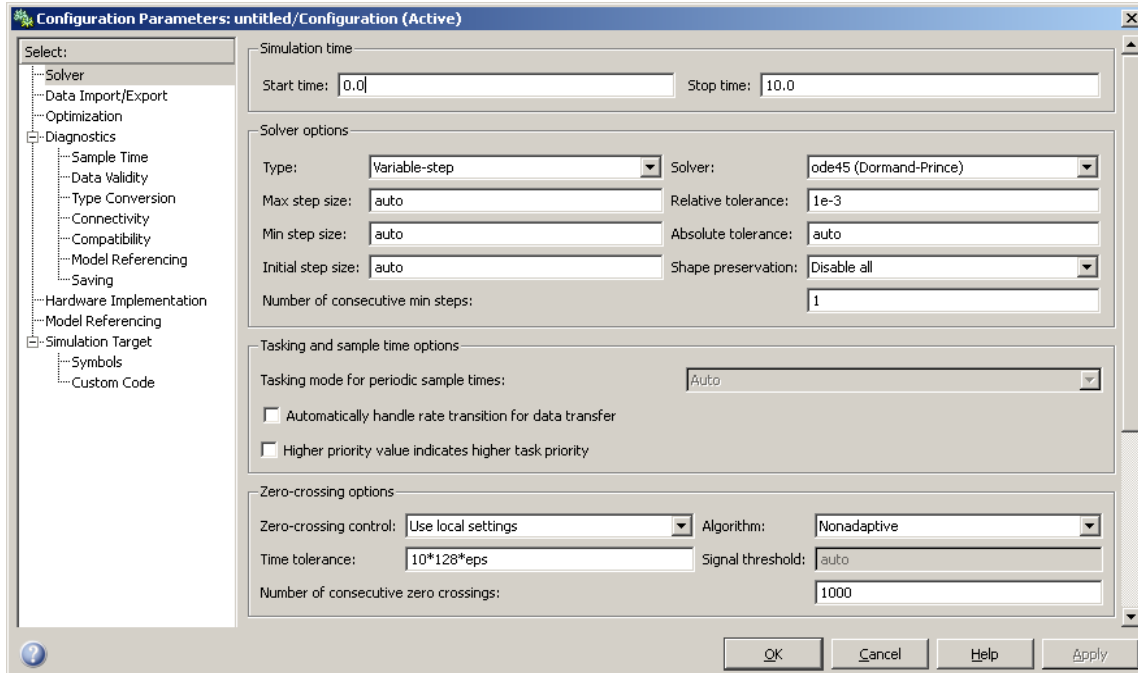 Configuration Parameters: untitled/Configuration (Active)
Select:
Solver
Data Import/Export
Optimization
Diagnostics
Sample Time
Data Validity
Type Conversion
Connectivity
Compatibility
Model Referencing
Saving
Hardware Implementation
Model Referencing
Simulation Target
Symbols
Custom Code
Simulation time
Start time: 0.0 Stop time: 10.0
Solver options
Type: Variable-step Solver: ode45 (Dormand-Prince)
Max step size: auto Relative tolerance: 1e-3
Min step size: auto Absolute tolerance: auto
Initial step size: auto Shape preservation: Disable all
Number of consecutive min steps: 1
Tasking and sample time options
Tasking mode for periodic sample times: Auto
Automatically handle rate transition for data transfer
Higher priority value indicates higher task priority
Zero-crossing options
Zero-crossing control: Use local settings Algorithm: Nonadaptive
Time tolerance: 10*128*eps Signal threshold: auto
Number of consecutive zero crossings: 1000
? OK Cancel Help Apply